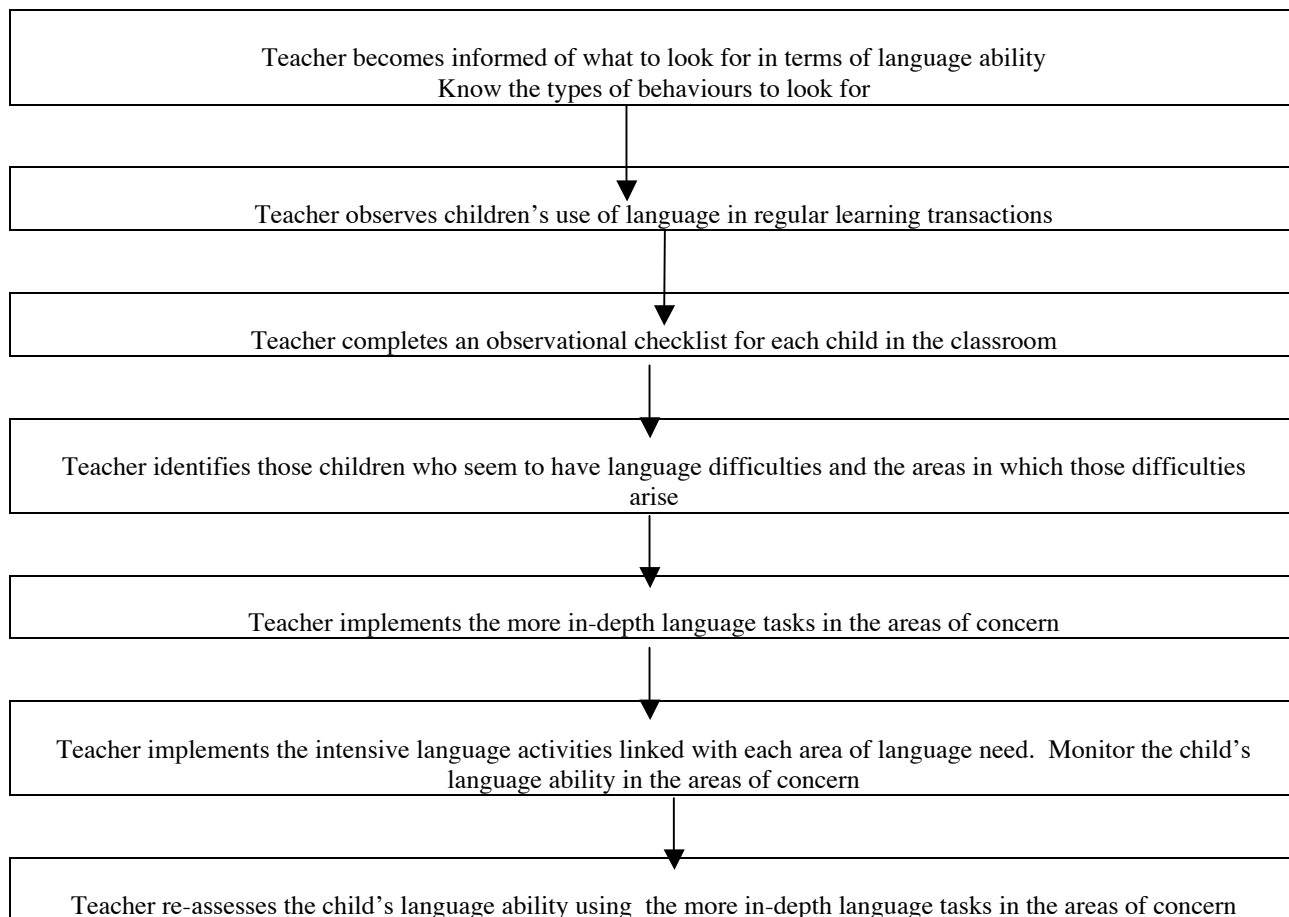 Teacher becomes informed of what to look for in terms of language ability
Know the types of behaviours to look for
Teacher observes children’s use of language in regular learning transactions
Teacher completes an observational checklist for each child in the classroom
Teacher identifies those children who seem to have language difficulties and the areas in which those difficulties
arise
Teacher implements the more in-depth language tasks in the areas of concern
Teacher implements the intensive language activities linked with each area of language need.  Monitor the child’s
language ability in the areas of concern
Teacher re-assesses the child’s language ability using  the more in-depth language tasks in the areas of concern